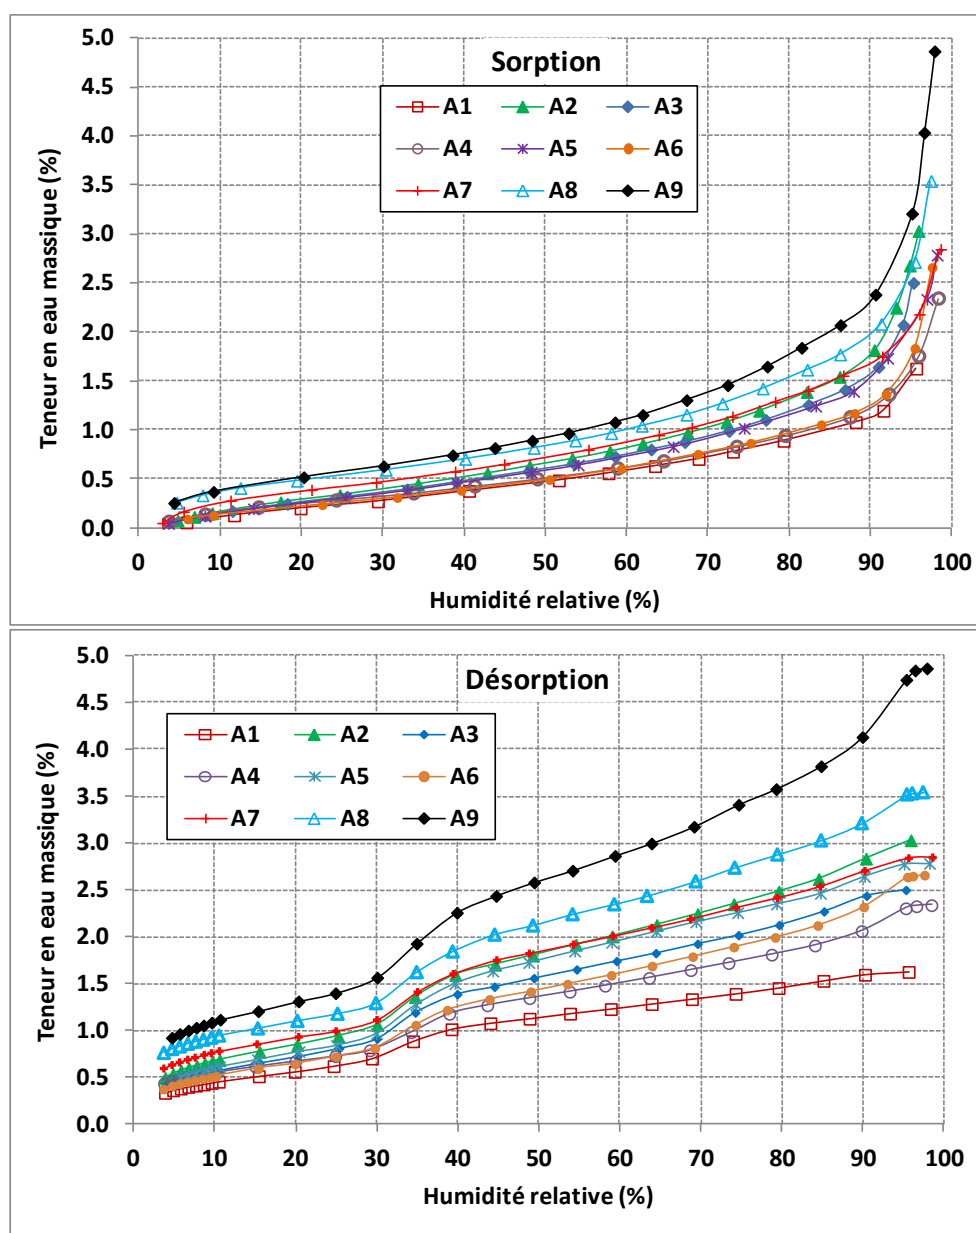 Sorption
A1 A2 A3
A4 A5 A6
A7 A8 A9
Teneur en eau massique (%)
5.0
4.5
4.0
3.5
3.0
2.5
2.0
1.5
1.0
0.5
0.0
0 10 20 30 40 50 60 70 80 90 100
Humidité relative (%)
Désorption
A1 A2 A3
A4 A5 A6
A7 A8 A9
Teneur en eau massique (%)
5.0
4.5
4.0
3.5
3.0
2.5
2.0
1.5
1.0
0.5
0.0
0 10 20 30 40 50 60 70 80 90 100
Humidité relative (%)